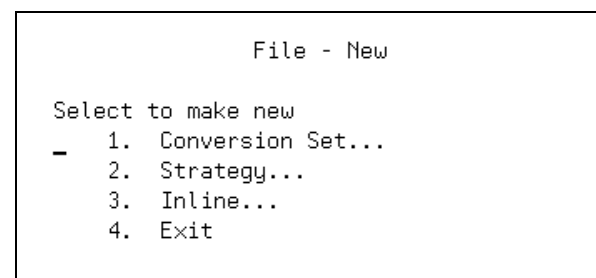 File - New
Select to make new
_ 1. Conversion Set...
2. Strategy...
3. Inline...
4. Exit